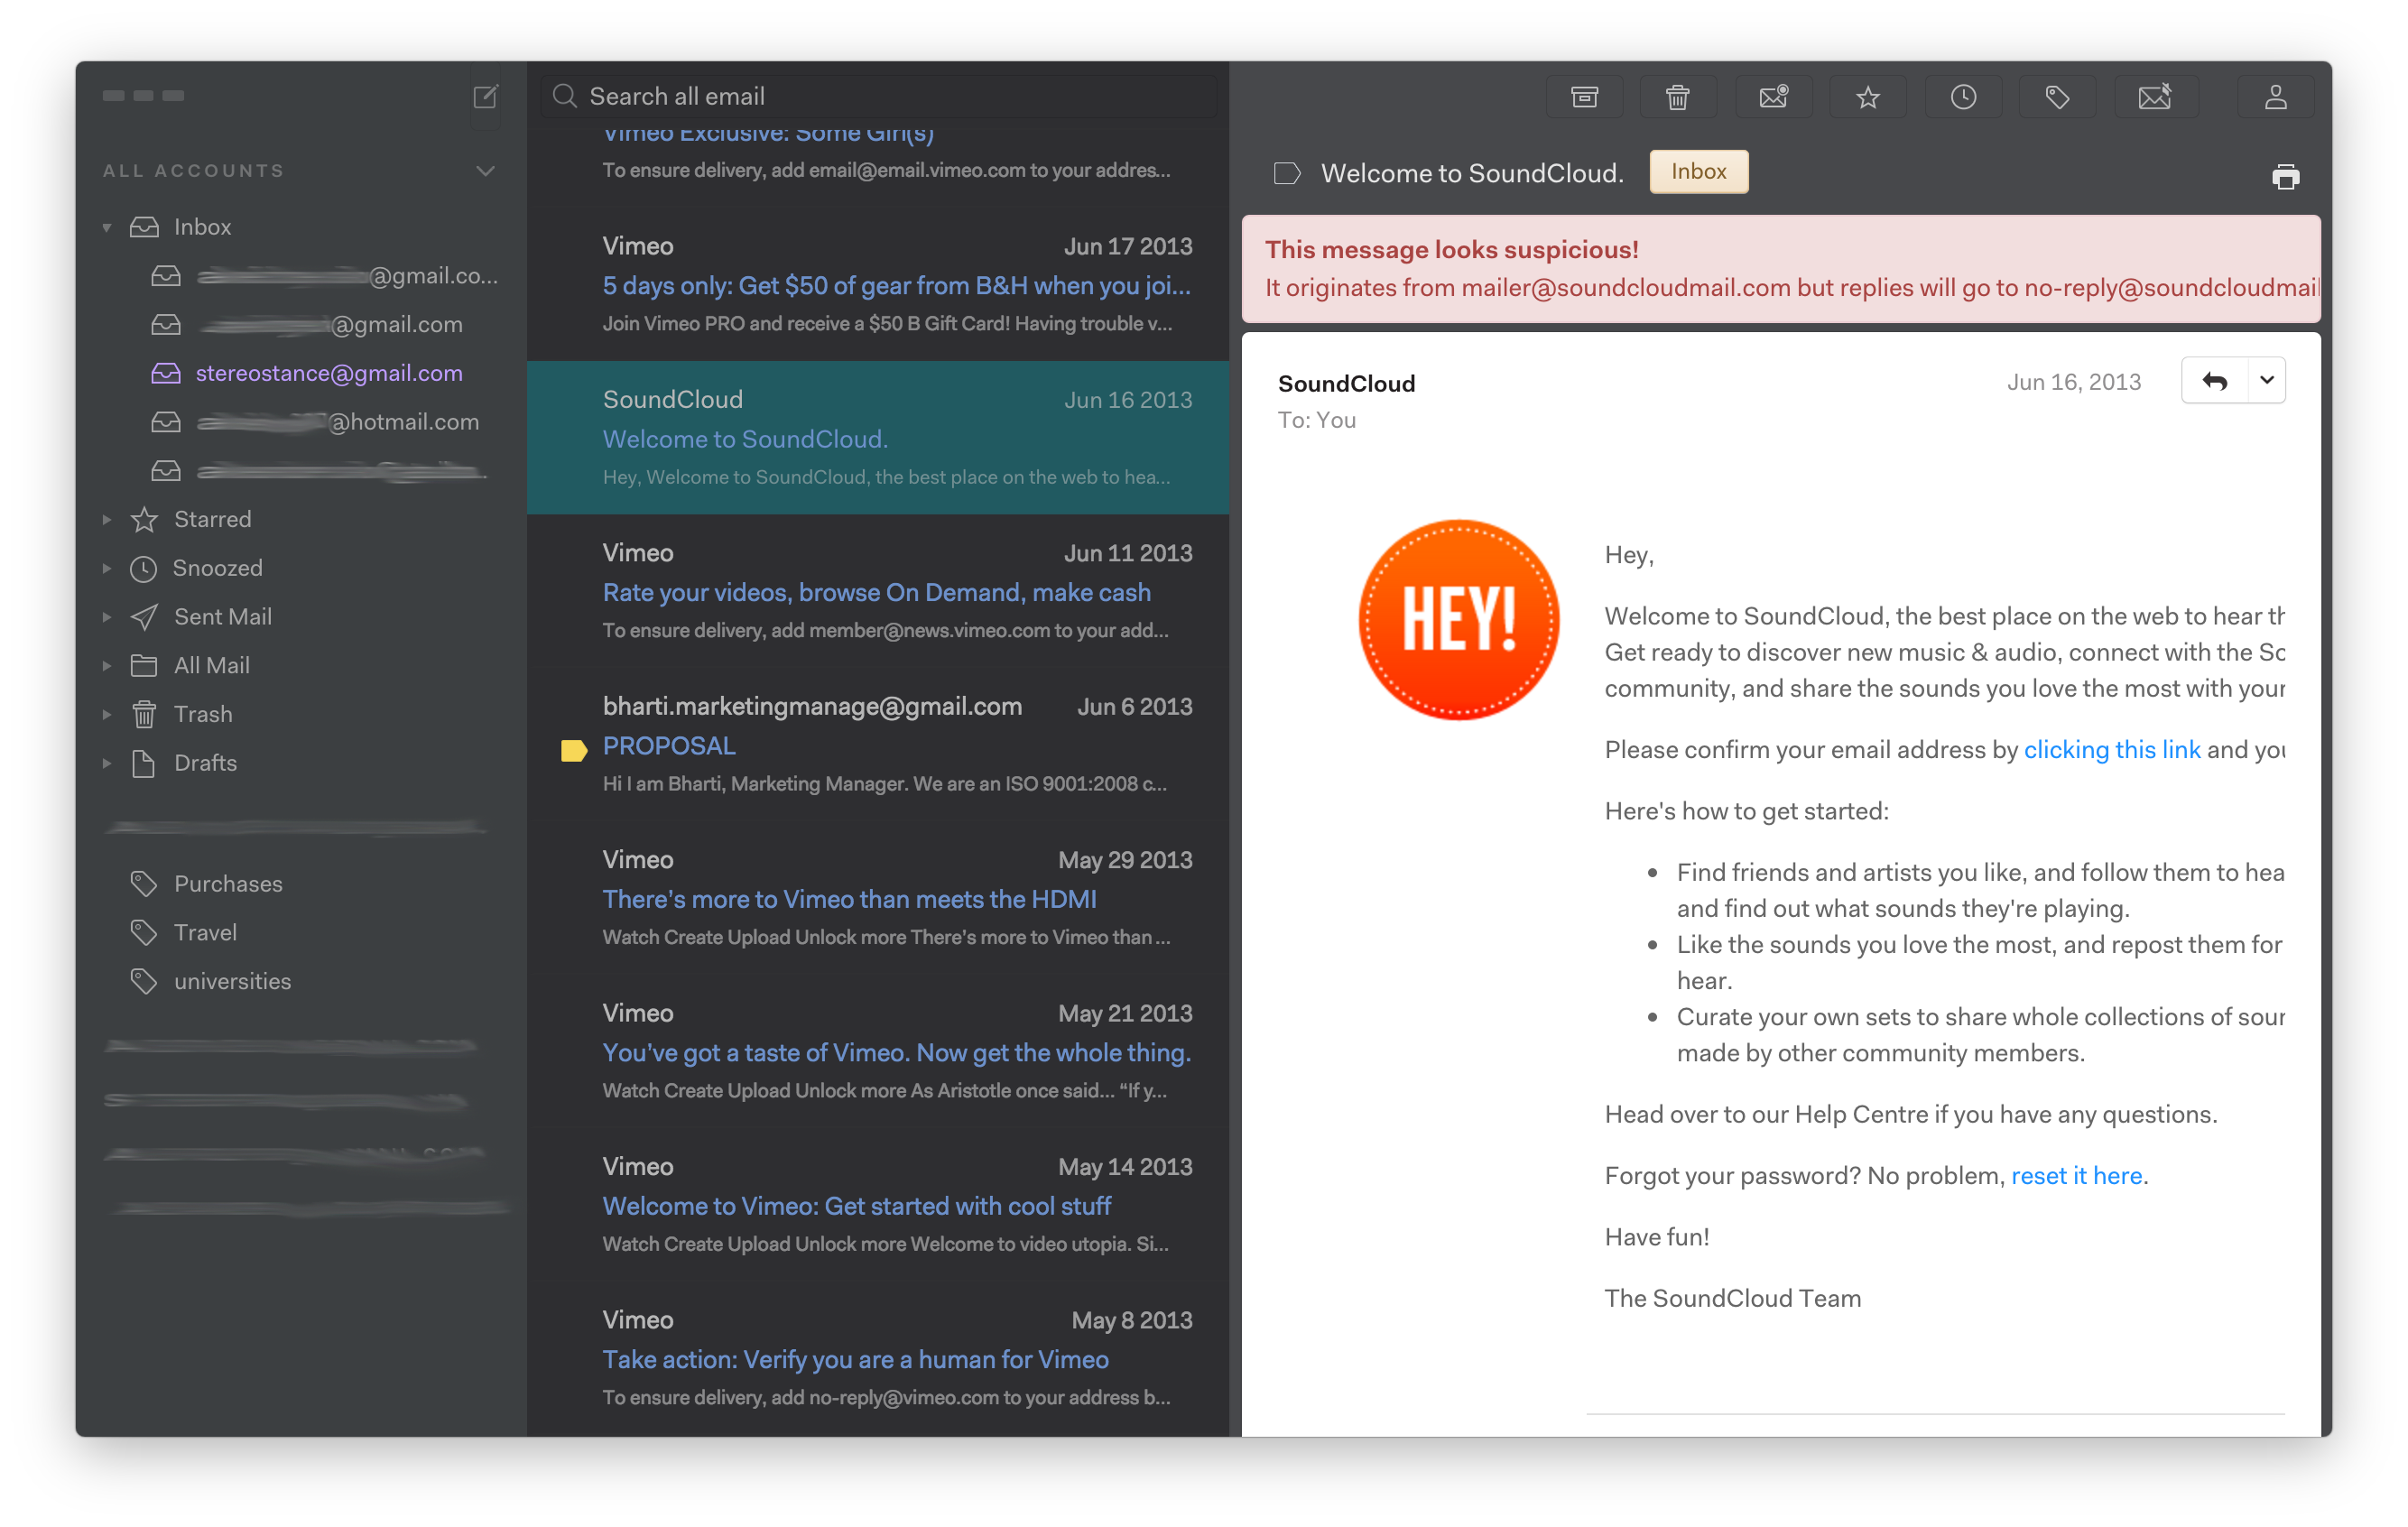 ALL ACCOUNTS
Inbox
@gmail.co...
@gmail.com
stereostance@gmail.com
@hotmail.com
Starred
Snoozed
Sent Mail
All Mail
Trash
Drafts
Purchases
Travel
universities
Search all email
Vimeo Exclusive: Some Girl(s)
To ensure delivery, add email@email.vimeo.com to your addres...
Vimeo Jun 17 2013
5 days only: Get $50 of gear from B&H when you joi...
Join Vimeo PRO and receive a $50 B Gift Card! Having trouble v...
SoundCloud Jun 16 2013
Welcome to SoundCloud.
Hey, Welcome to SoundCloud, the best place on the web to hea...
Vimeo Jun 11 2013
Rate your videos, browse On Demand, make cash
To ensure delivery, add member@news.vimeo.com to your add...
bharti.marketingmanage@gmail.com Jun 6 2013
PROPOSAL
Hi I am Bharti, Marketing Manager. We are an ISO 9001:2008 c...
Vimeo May 29 2013
There's more to Vimeo than meets the HDMI
Watch Create Upload Unlock more There's more to Vimeo than ...
Vimeo May 21 2013
You've got a taste of Vimeo. Now get the whole thing.
Watch Create Upload Unlock more As Aristotle once said... “If y...
Vimeo May 14 2013
Welcome to Vimeo: Get started with cool stuff
Watch Create Upload Unlock more Welcome to video utopia. Si...
Vimeo May 8 2013
Take action: Verify you are a human for Vimeo
To ensure delivery, add no-reply@vimeo.com to your address b...
Welcome to SoundCloud. Inbox
This message looks suspicious!
It originates from mailer@soundcloudmail.com but replies will go to no-reply@soundcloudmail
SoundCloud Jun 16, 2013
To: You
HEY!
Hey,
Welcome to SoundCloud, the best place on the web to hear th
Get ready to discover new music & audio, connect with the So
community, and share the sounds you love the most with your
Please confirm your email address by clicking this link and you
Here's how to get started:
Find friends and artists you like, and follow them to hea
and find out what sounds they're playing.
Like the sounds you love the most, and repost them for
hear.
Curate your own sets to share whole collections of sour
made by other community members.
Head over to our Help Centre if you have any questions.
Forgot your password? No problem, reset it here.
Have fun!
The SoundCloud Team